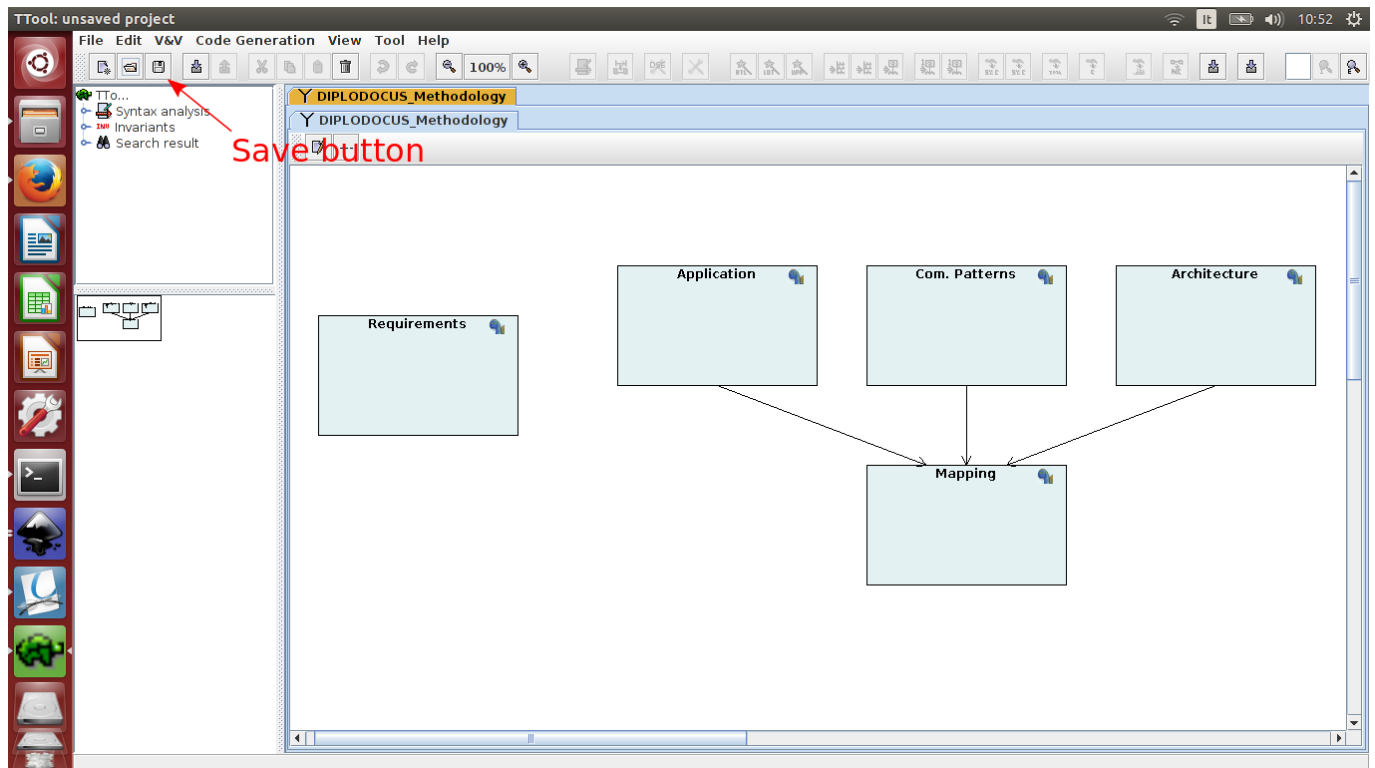 TTool: unsaved project
It
10:52
File Edit V&V Code Generation View Tool Help
100%
TTo...
Syntax analysis
Invariants
Search result
DIPLODOCUS_Methodology
DIPLODOCUS_Methodology
Save button
Requirements
Application
Com. Patterns
Architecture
Mapping